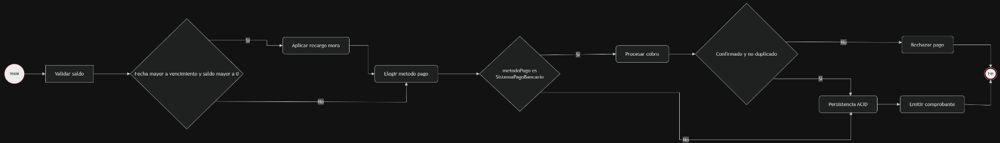 Inicio
Validar saldo
Fecha mayor a vencimiento y saldo mayor a 0
Si
Aplicar recargo mora
No
Elegir metodo pago
metodoPago es
SistemaPagoBancario
Si
Procesar cobro
No
Confirmado y no duplicado
No
Rechazar pago
Si
Persistencia ACID
Emitir comprobante
Fin